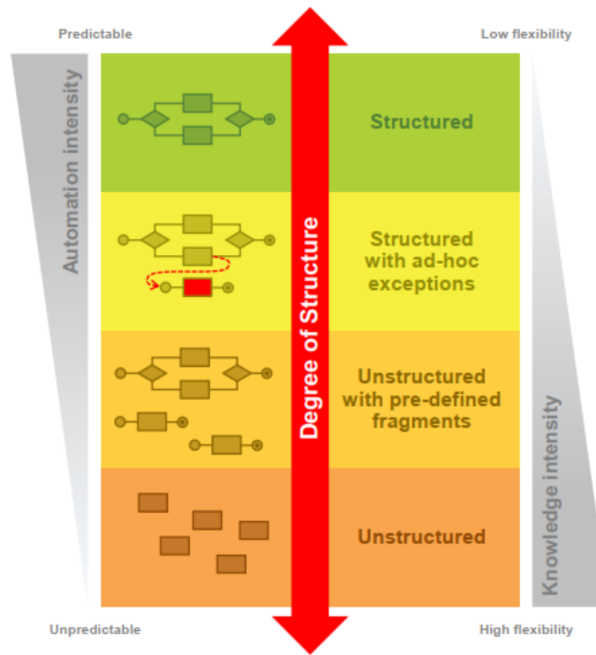 Predictable
Low flexibility
Automation intensity
Structured
Structured
with ad-hoc
exceptions
Degree of Structure
Unstructured
with pre-defined
fragments
Knowledge intensity
Unstructured
Unpredictable
High flexibility